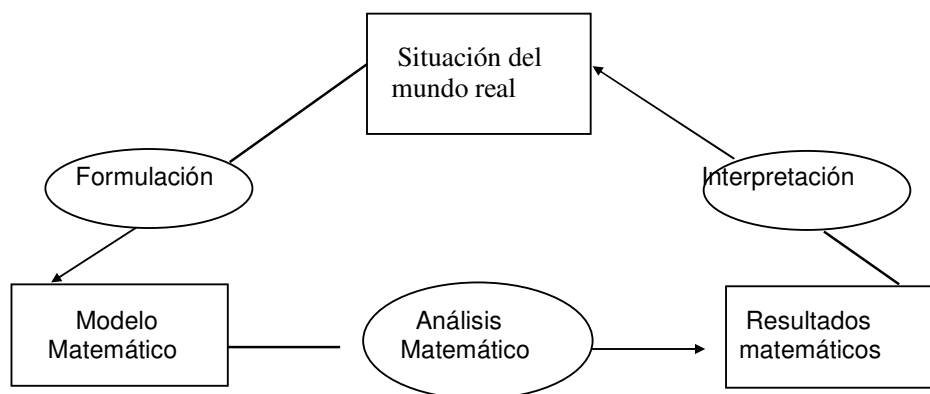 Situación del
mundo real
Formulación
Interpretación
Modelo
Matemático
Análisis
Matemático
Resultados
matemáticos